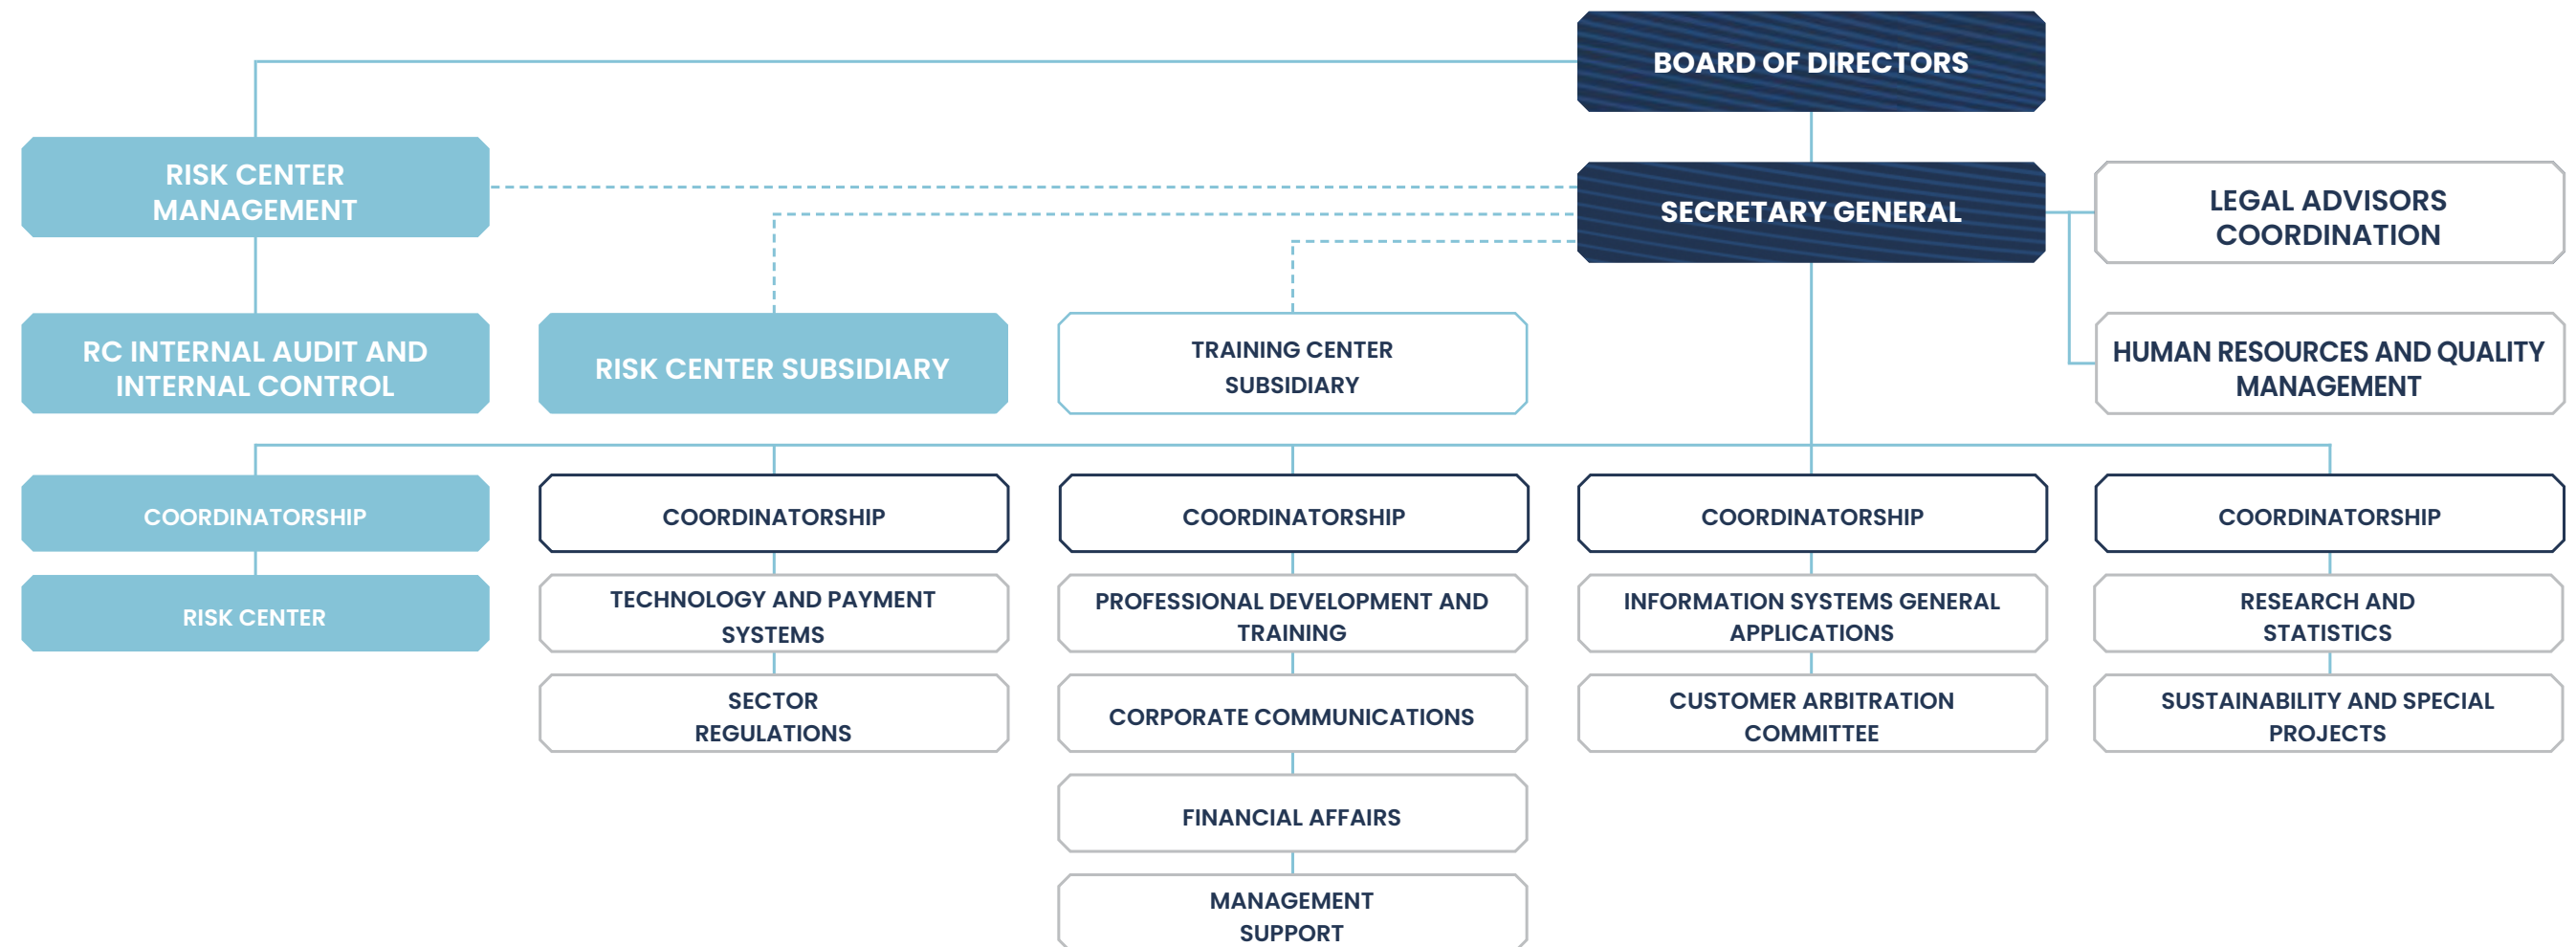 BOARD OF DIRECTORS
RISK CENTER
MANAGEMENT
SECRETARY GENERAL
LEGAL ADVISORS
COORDINATION
RC INTERNAL AUDIT AND
INTERNAL CONTROL
RISK CENTER SUBSIDIARY
TRAINING CENTER
SUBSIDIARY
HUMAN RESOURCES AND QUALITY
MANAGEMENT
COORDINATORSHIP
COORDINATORSHIP
COORDINATORSHIP
COORDINATORSHIP
COORDINATORSHIP
RISK CENTER
TECHNOLOGY AND PAYMENT
SYSTEMS
PROFESSIONAL DEVELOPMENT AND
TRAINING
INFORMATION SYSTEMS GENERAL
APPLICATIONS
RESEARCH AND
STATISTICS
SECTOR
REGULATIONS
CORPORATE COMMUNICATIONS
CUSTOMER ARBITRATION
COMMITTEE
SUSTAINABILITY AND SPECIAL
PROJECTS
FINANCIAL AFFAIRS
MANAGEMENT
SUPPORT